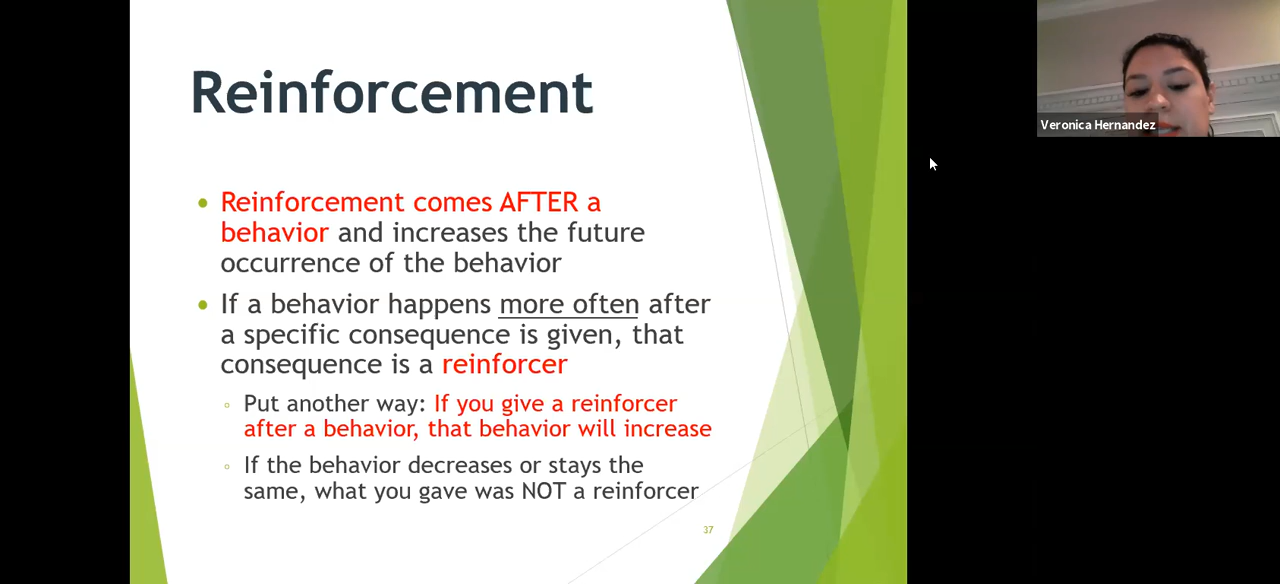 Reinforcement
Reinforcement comes AFTER a
behavior and increases the future
occurrence of the behavior
If a behavior happens more often after
a specific consequence is given, that
consequence is a reinforcer
Put another way: If you give a reinforcer
after a behavior, that behavior will increase
If the behavior decreases or stays the
same, what you gave was NOT a reinforcer
37
Veronica Hernandez